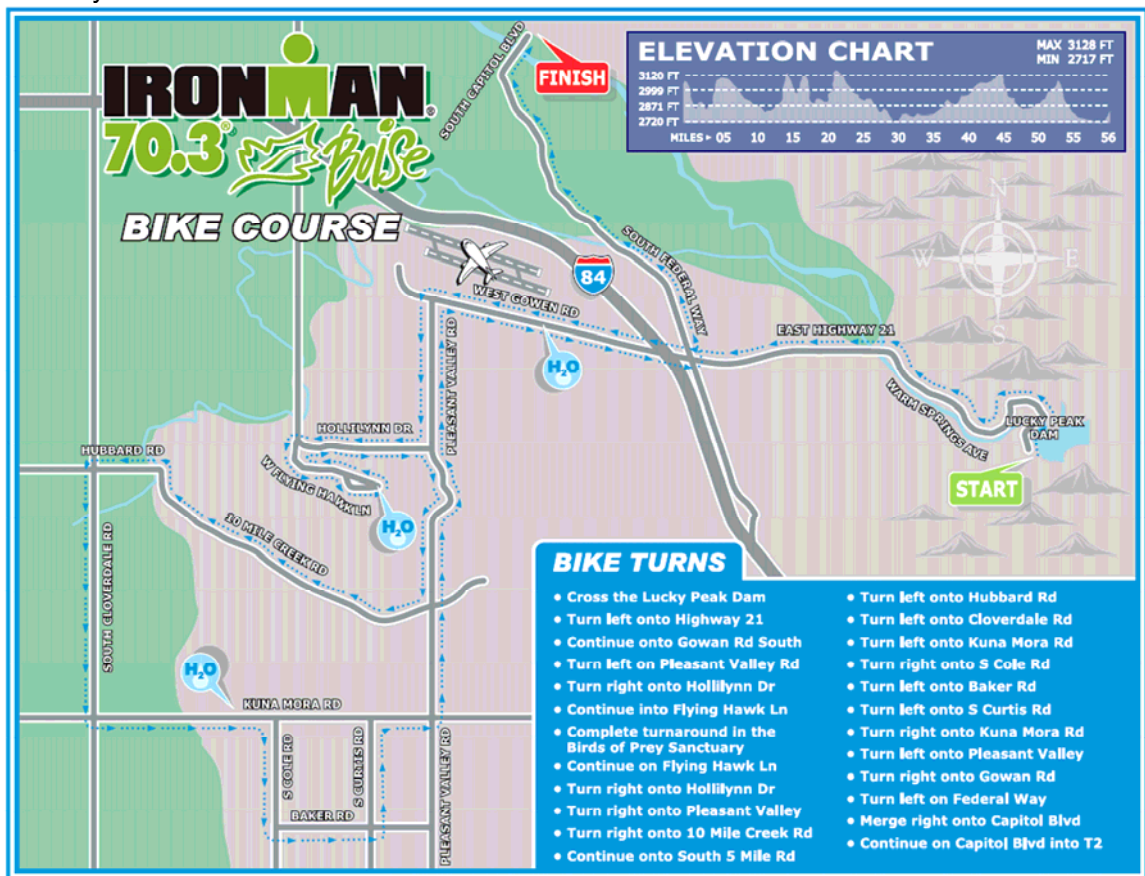 IRONMAN®
70.3® Boise
BIKE COURSE
SOUTH CAPITOL BLVD
FINISH
ELEVATION CHART
MAX 3128 FT
MIN 2717 FT
3120 FT
2999 FT
2871 FT
2720 FT
MILES 05 10 15 20 21 25 30 35 40 45 50 53 55 56
N
W E
S
SOUTH FEDERAL WAY
84
WEST GOWEN RD
EAST HIGHWAY 21
H2O
PLEASANT VALLEY RD
WARM SPRINGS AVE
LUCKY PEAK
DAM
START
HOLLILYNN DR
HUBBARD RD
W FLYING HAWK LN
H2O
10 MILE CREEK RD
SOUTH CLOVERDALE RD
H2O
KUNA MORA RD
S COLE RD
S CURTIS RD
PLEASANT VALLEY RD
BAKER RD
BIKE TURNS
• Cross the Lucky Peak Dam
• Turn left onto Highway 21
• Continue onto Gowan Rd South
• Turn left on Pleasant Valley Rd
• Turn right onto Hollilynn Dr
• Continue into Flying Hawk Ln
• Complete turnaround in the
Birds of Prey Sanctuary
• Continue on Flying Hawk Ln
• Turn right onto Hollilynn Dr
• Turn right onto Pleasant Valley
• Turn right onto 10 Mile Creek Rd
• Continue onto South 5 Mile Rd
• Turn left onto Hubbard Rd
• Turn left onto Cloverdale Rd
• Turn left onto Kuna Mora Rd
• Turn right onto S Cole Rd
• Turn left onto Baker Rd
• Turn left onto S Curtis Rd
• Turn right onto Kuna Mora Rd
• Turn left onto Pleasant Valley
• Turn right onto Gowan Rd
• Turn left on Federal Way
• Merge right onto Capitol Blvd
• Continue on Capitol Blvd into T2